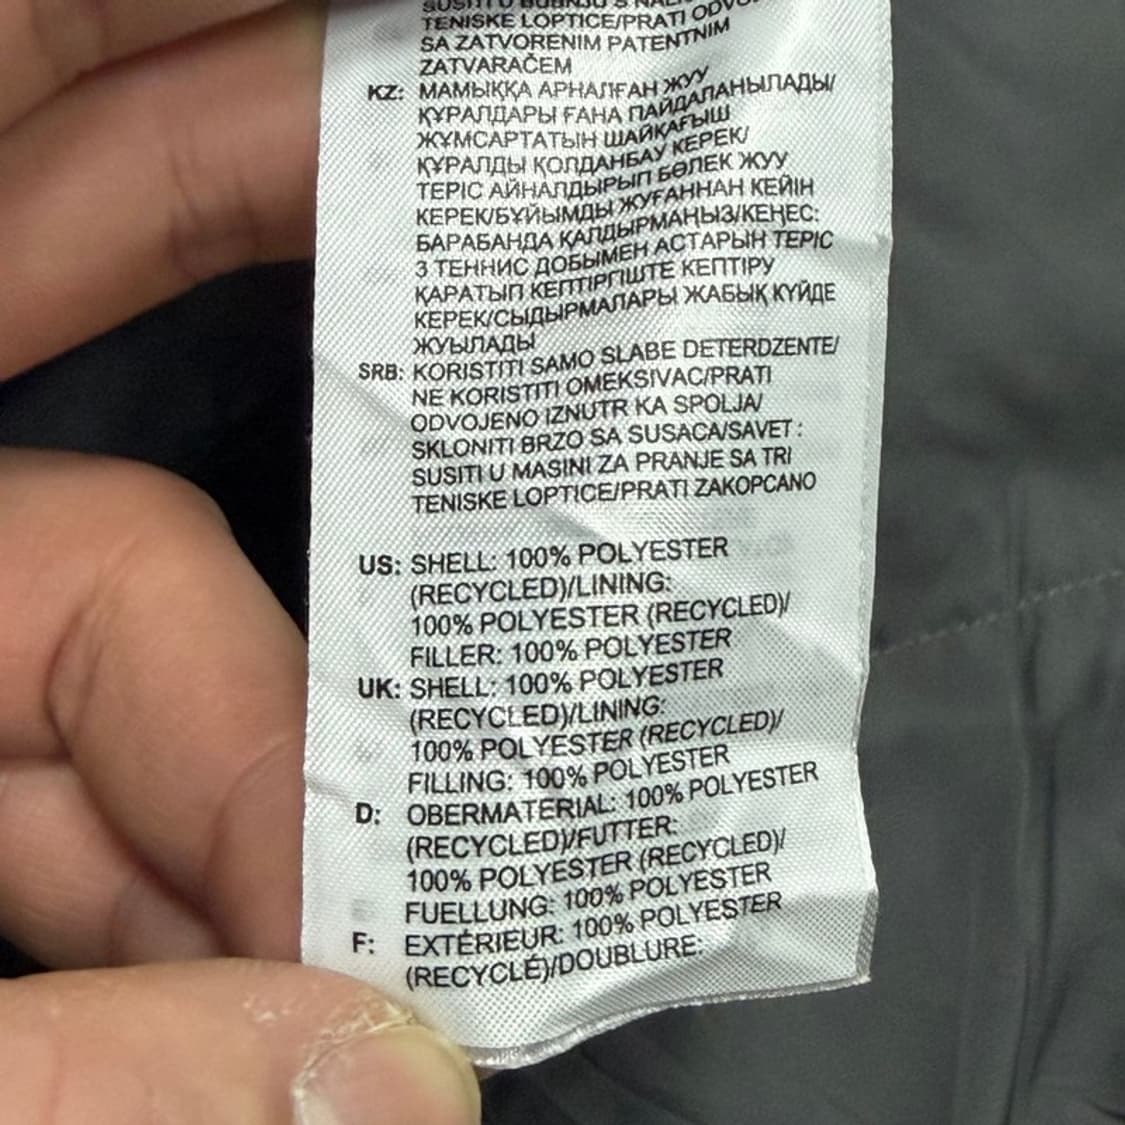 SUSITI U BUBNJU S
TENISKE LOPTICE/PRATI
SA ZATVORENIM PATENTNIM
ZATVARAČEM
KZ: МАМЫҚҚА АРНАЛҒАН ЖУУ
ҚҰРАЛДАРЫ ҒАНА ПАЙДАЛАНЫЛАДЫ/
ЖҰМСАРТАТЫН ШАЙҚАҒЫШ
ҚҰРАЛДЫ ҚОЛДАНБАУ КЕРЕК/
ТЕРІС АЙНАЛДЫРЫП БӨЛЕК ЖУУ
КЕРЕК/БҰЙЫМДЫ ЖУҒАННАН КЕЙІН
БАРАБАНДА ҚАЛДЫРМАҢЫЗ/КЕҢЕС:
3 ТЕННИС ДОБЫМЕН АСТАРЫН ТЕРІС
ҚАРАТЫП КЕПТІРГІШТЕ КЕПТІРУ
КЕРЕК/СЫДЫРМАЛАРЫ ЖАБЫҚ КҮЙДЕ
ЖУЫЛАДЫ
SRB: KORISTITI SAMO SLABE DETERDZENTE/
NE KORISTITI OMEKSIVAC/PRATI
ODVOJENO IZNUTR KA SPOLJA/
SKLONITI BRZO SA SUSACA/SAVET :
SUSITI U MASINI ZA PRANJE SA TRI
TENISKE LOPTICE/PRATI ZAKOPCANO
US: SHELL: 100% POLYESTER
(RECYCLED)/LINING:
100% POLYESTER (RECYCLED)/
FILLER: 100% POLYESTER
UK: SHELL: 100% POLYESTER
(RECYCLED)/LINING:
100% POLYESTER (RECYCLED)/
FILLING: 100% POLYESTER
D: OBERMATERIAL: 100% POLYESTER
(RECYCLED)/FUTTER:
100% POLYESTER (RECYCLED)/
FUELLUNG: 100% POLYESTER
F: EXTÉRIEUR: 100% POLYESTER
(RECYCLÉ)/DOUBLURE: